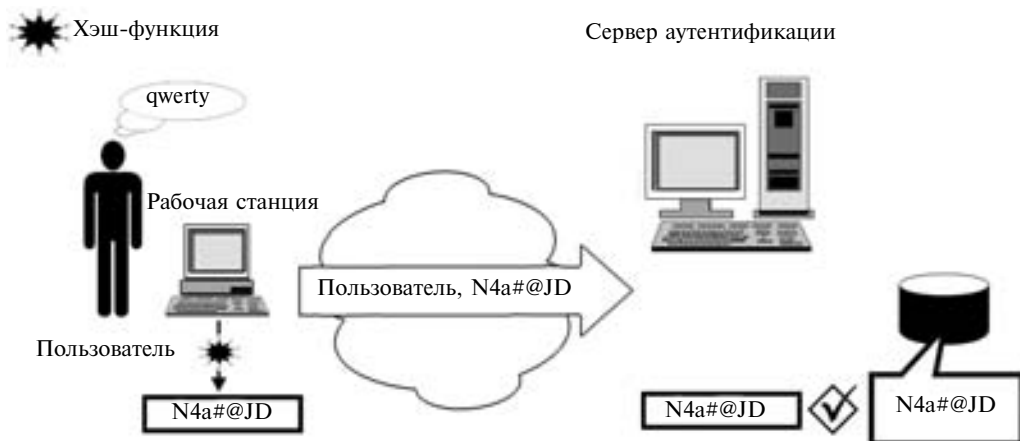 Хэш-функция
Сервер аутентификации
qwerty
Рабочая станция
Пользователь, N4a#@JD
Пользователь
N4a#@JD
N4a#@JD
N4a#@JD